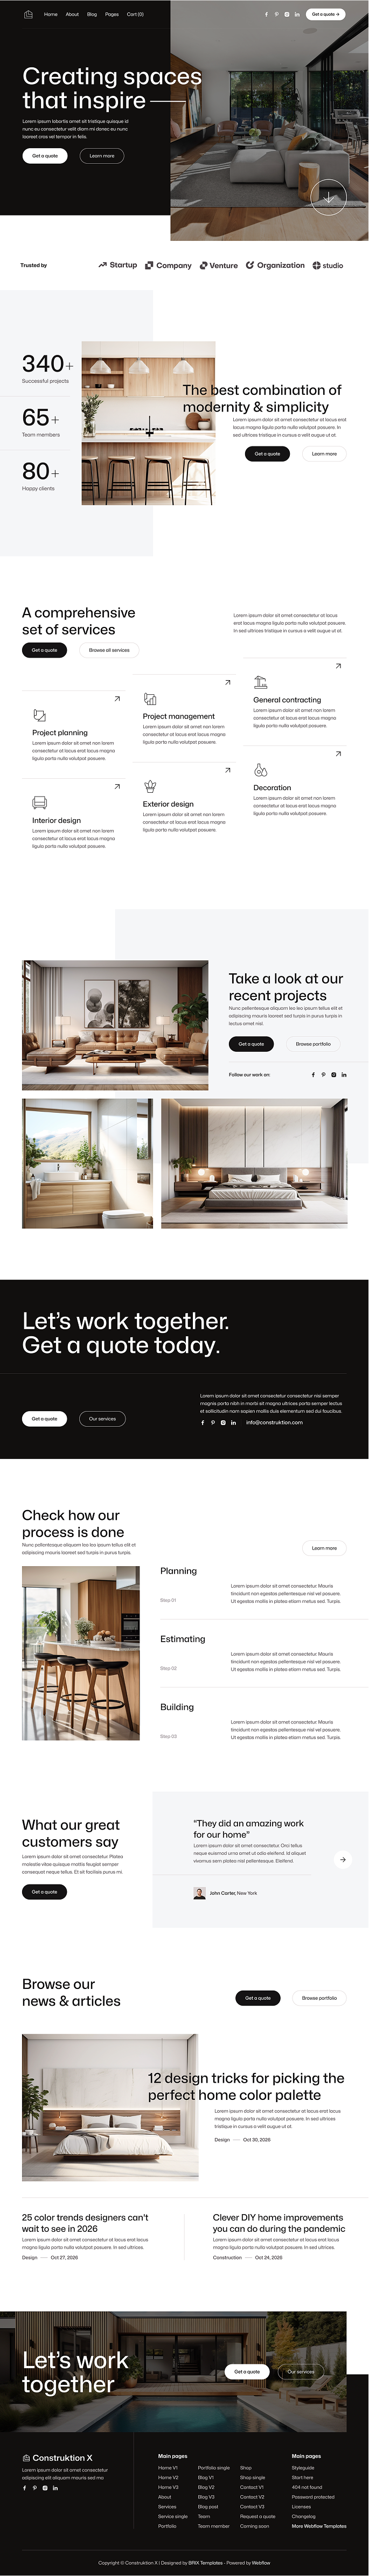 Home About Blog Pages Cart (0)
Get a quote →
Creating spaces
that inspire
Lorem ipsum lobortis amet sit tristique quisque id
nunc eu consectetur velit diam mi donec eu nunc
laoreet cras vel tempor in felis.
Get a quote
Learn more
Trusted by
Startup
Company
Venture
Organization
studio
340+
Successful projects
65+
Team members
80+
Happy clients
The best combination of
modernity & simplicity
Lorem ipsum dolor sit amet consectetur at locus erat
locus magna ligula porta nulla volutpat posuere. In
sed ultrices tristique in cursus a velit augue ut at.
Get a quote
Learn more
A comprehensive
set of services
Get a quote
Browse all services
Lorem ipsum dolor sit amet consectetur at lacus
erat locus magna ligula porta nulla volutpat posuere.
In sed ultrices tristique in cursus a velit augue ut at.
Project planning
Lorem ipsum dolor sit amet non lorem
consectetur at locus erat locus magna
ligula porta nulla volutpat posuere.
Project management
Lorem ipsum dolor sit amet non lorem
consectetur at locus erat locus magna
ligula porta nulla volutpat posuere.
General contracting
Lorem ipsum dolor sit amet non lorem
consectetur at locus erat locus magna
ligula porta nulla volutpat posuere.
Interior design
Lorem ipsum dolor sit amet non lorem
consectetur at locus erat locus magna
ligula porta nulla volutpat posuere.
Exterior design
Lorem ipsum dolor sit amet non lorem
consectetur at locus erat locus magna
ligula porta nulla volutpat posuere.
Decoration
Lorem ipsum dolor sit amet non lorem
consectetur at locus erat locus magna
ligula porta nulla volutpat posuere.
Take a look at our
recent projects
Nunc pellentesque aliquam leo leo ipsum tellus elit et
adipiscing mauris laoreet sed turpis in purus turpis in
lectus amet nisl.
Get a quote
Browse portfolio
Follow our work on:
Let's work together.
Get a quote today.
Lorem ipsum dolor sit amet consectetur consectetur nisi semper
magnis porta nibh in morbi sit magna ultrices porta semper lectus
et sollicitudin nam sapien mollis duis elementum sed dui faucibus.
Get a quote
Our services
info@construktion.com
Check how our
process is done
Nunc pellentesque aliquam leo leo ipsum tellus elit et
adipiscing mauris laoreet sed turpis in purus turpis.
Learn more
Planning
Step 01
Lorem ipsum dolor sit amet consectetur. Mauris
tincidunt non egestas pellentesque nisl vel posuere.
Ut egestas mollis in platea etiam metus sed. Turpis.
Estimating
Step 02
Lorem ipsum dolor sit amet consectetur. Mauris
tincidunt non egestas pellentesque nisl vel posuere.
Ut egestas mollis in platea etiam metus sed. Turpis.
Building
Step 03
Lorem ipsum dolor sit amet consectetur. Mauris
tincidunt non egestas pellentesque nisl vel posuere.
Ut egestas mollis in platea etiam metus sed. Turpis.
What our great
customers say
Lorem ipsum dolor sit amet consectetur Platea
molestie vitae quisque mattis feugiat semper
consequat neque tellus. Et sit facilisis purus mi.
Get a quote
"They did an amazing work
for our home"
Lorem ipsum dolor sit amet consectetur. Orci tellus
neque euismod urna amet ut odio eleifend. Id aliquet
vivamus sem platea nisl pellentesque. Eleifend.
John Carter, New York
Browse our
news & articles
Get a quote
Browse portfolio
12 design tricks for picking the
perfect home color palette
Lorem ipsum dolor sit amet consectetur at locus erat locus
magna ligula porta nulla volutpat posuere. In sed ultrices
tristique in cursus a velit augue ut at.
Design
Oct 30, 2026
25 color trends designers can't
wait to see in 2026
Lorem ipsum dolor sit amet consectetur at locus erat locus
magna ligula porta nulla volutpat posuere. In sed ultrices.
Design
Oct 27, 2026
Clever DIY home improvements
you can do during the pandemic
Lorem ipsum dolor sit amet consectetur at locus erat locus
magna ligula porta nulla volutpat posuere. In sed ultrices.
Construction
Oct 24, 2026
Let's work
together
Get a quote
Our services
Construktion X
Lorem ipsum dolor sit amet consectetur
adipiscing elit aliquam mauris sed ma
Main pages
Home V1
Home V2
Home V3
About
Services
Service single
Portfolio
Portfolio single
Blog V1
Blog V2
Blog V3
Blog post
Team
Team member
Shop
Shop single
Contact V1
Contact V2
Contact V3
Request a quote
Coming soon
Main pages
Styleguide
Start here
404 not found
Password protected
Licenses
Changelog
More Webflow Templates
Copyright © Construktion X | Designed by BRIX Templates - Powered by Webflow